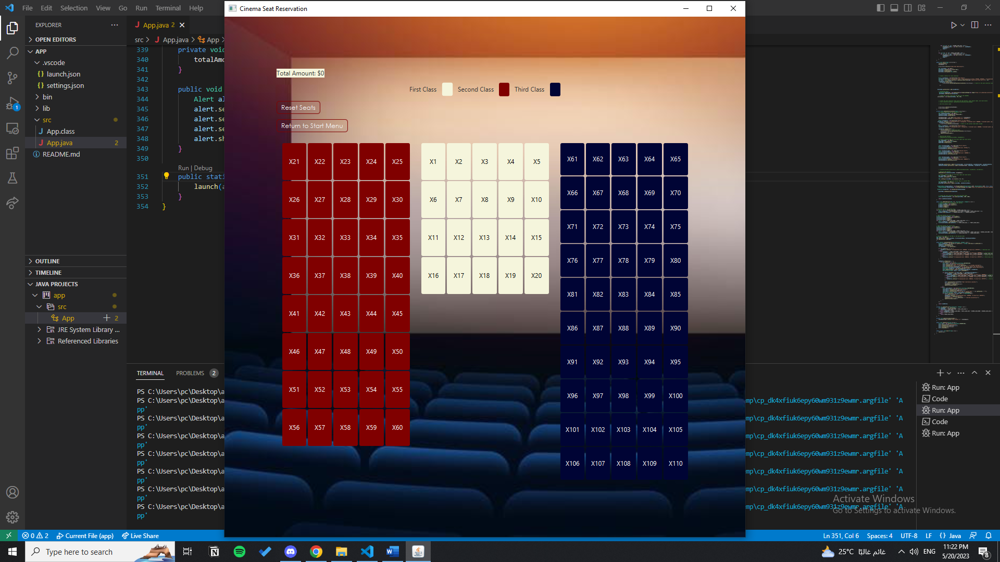 File Edit Selection View Go Run Terminal Help
Cinema Seat Reservation
EXPLORER
OPEN EDITORS
APP
.vscode
launch.json
settings.json
bin
lib
src
App.class
App.java 2
README.md
OUTLINE
TIMELINE
JAVA PROJECTS
app
src
App 2
JRE System Library ...
Referenced Libraries
App.java 2
src > App.java > App >
339 private void
340 totalAmo
341 }
342
343 public void
344 Alert al
345 alert.se
346 alert.se
347 alert.se
348 alert.sh
349 }
350
Run | Debug
351 public stati
352 launch(a
353 }
354 }
Total Amount: $0
First Class Second Class Third Class
Reset Seats
Return to Start Menu
X21 X22 X23 X24 X25
X26 X27 X28 X29 X30
X31 X32 X33 X34 X35
X36 X37 X38 X39 X40
X41 X42 X43 X44 X45
X46 X47 X48 X49 X50
X51 X52 X53 X54 X55
X56 X57 X58 X59 X60
X1 X2 X3 X4 X5
X6 X7 X8 X9 X10
X11 X12 X13 X14 X15
X16 X17 X18 X19 X20
X61 X62 X63 X64 X65
X66 X67 X68 X69 X70
X71 X72 X73 X74 X75
X76 X77 X78 X79 X80
X81 X82 X83 X84 X85
X86 X87 X88 X89 X90
X91 X92 X93 X94 X95
X96 X97 X98 X99 X100
X101 X102 X103 X104 X105
X106 X107 X108 X109 X110
TERMINAL PROBLEMS 2
PS C:\Users\pc\Desktop\a
PS C:\Users\pc\Desktop\a mp\cp_dk4xfiuk6epy60wm931z9ewmr.argfile' 'A
pp'
PS C:\Users\pc\Desktop\a mp\cp_dk4xfiuk6epy60wm931z9ewmr.argfile' 'A
pp'
PS C:\Users\pc\Desktop\a mp\cp_dk4xfiuk6epy60wm931z9ewmr.argfile' 'A
pp'
PS C:\Users\pc\Desktop\a mp\cp_dk4xfiuk6epy60wm931z9ewmr.argfile' 'A
pp'
PS C:\Users\pc\Desktop\a mp\cp_dk4xfiuk6epy60wm931z9ewmr.argfile' 'A
pp'
PS C:\Users\pc\Desktop\a mp\cp_dk4xfiuk6epy60wm931z9ewmr.argfile' 'A
pp'
PS C:\Users\pc\Desktop\a mp\cp_dk4xfiuk6epy60wm931z9ewmr.argfile' 'A
pp'
Run: App
Code
Run: App
Code
Run: App
Activate Windows
Go to Settings to activate Windows.
1
0 2 Current File (app) Live Share
Ln 351, Col 6 Spaces: 4 UTF-8 LF {} Java
Type here to search
25°C غائم غالبًا ENG
11:22 PM
5/20/2023
8